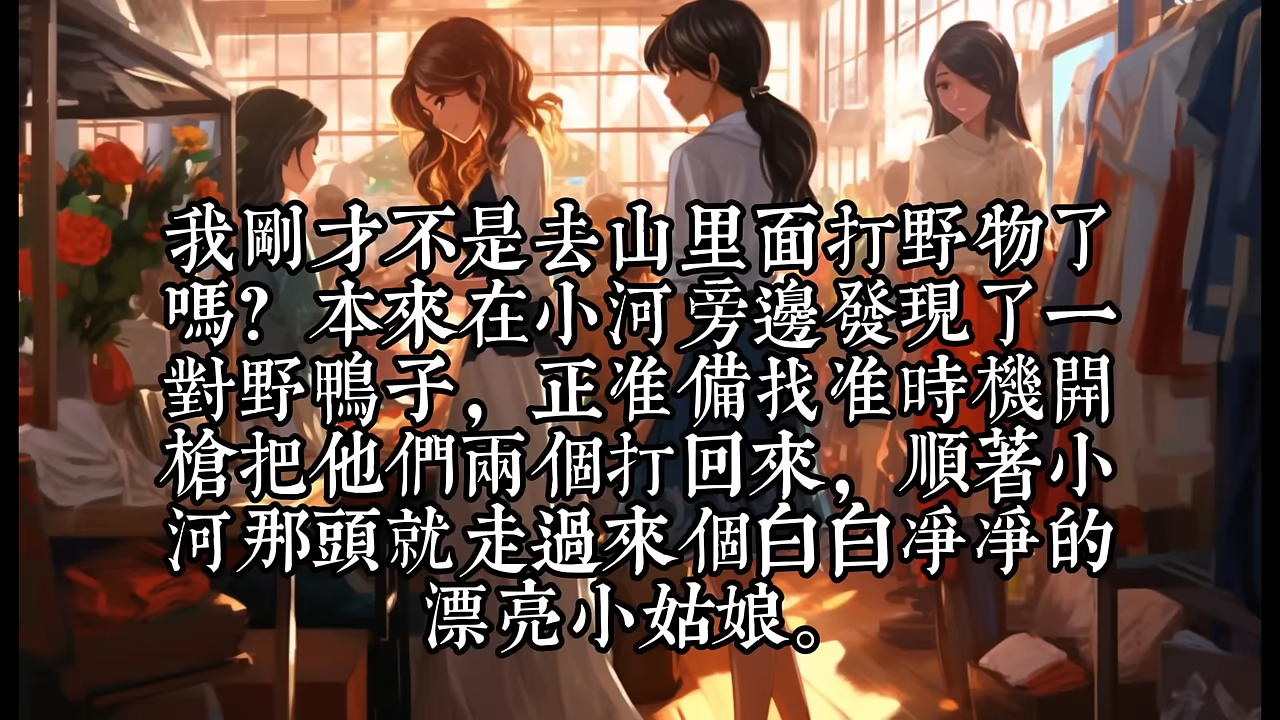 我剛才不是去山里面打野物了
嗎？本來在小河旁邊發現了一
對野鴨子，正准備找准時機開
槍把他們兩個打回來，順著小
河那頭就走過來個白白凈凈的
漂亮小姑娘。